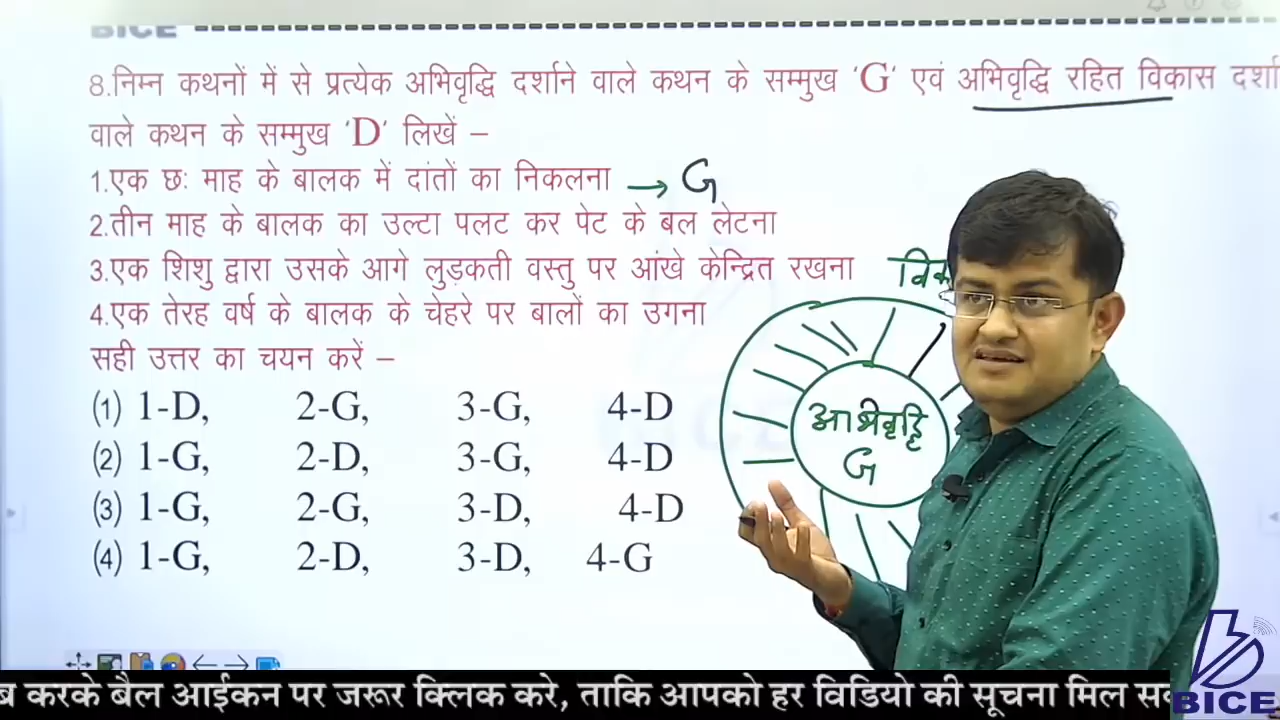 BICE
8.निम्न कथनों में से प्रत्येक अभिवृद्धि दर्शाने वाले कथन के सम्मुख 'G' एवं अभिवृद्धि रहित विकास दर्शा
वाले कथन के सम्मुख 'D' लिखें –
1.एक छः माह के बालक में दांतों का निकलना → G
2.तीन माह के बालक का उल्टा पलट कर पेट के बल लेटना
3.एक शिशु द्वारा उसके आगे लुड़कती वस्तु पर आंखे केन्द्रित रखना
विक
4.एक तेरह वर्ष के बालक के चेहरे पर बालों का उगना
सही उत्तर का चयन करें –
(1) 1-D, 2-G, 3-G, 4-D
(2) 1-G, 2-D, 3-G, 4-D
(3) 1-G, 2-G, 3-D, 4-D
(4) 1-G, 2-D, 3-D, 4-G
अभिवृद्धि
G
ब करके बैल आईकन पर जरूर क्लिक करे, ताकि आपको हर विडियो की सूचना मिल सक
BICE